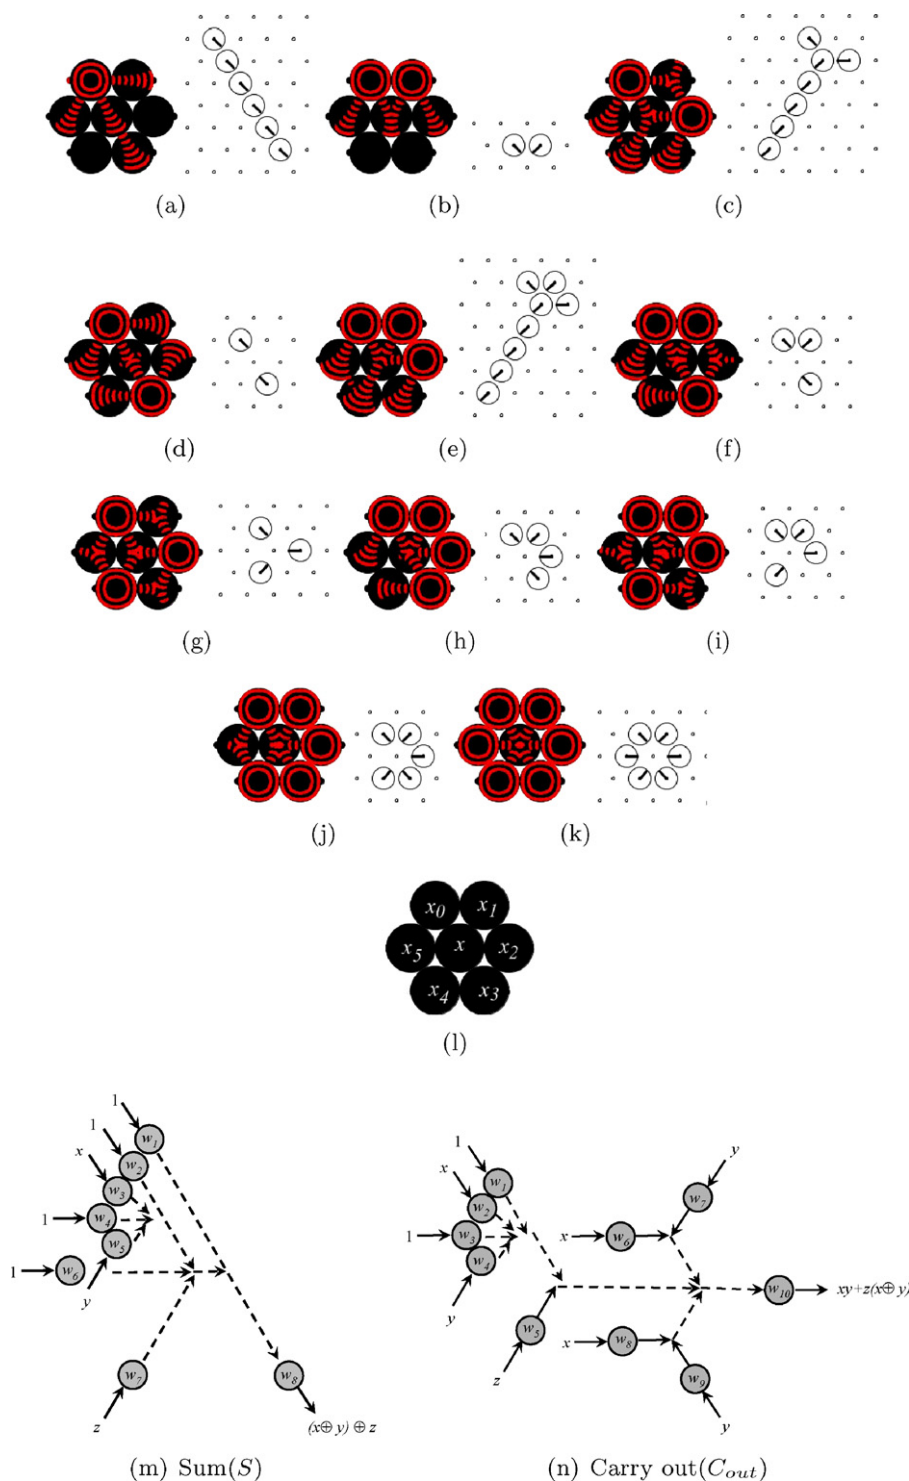 (a) (b) (c)
(d) (e) (f)
(g) (h) (i)
(j) (k)
x0 x1
x5 x x2
x4 x3
(l)
1
w1
1
w2
x
w3
1 w4
w5
1 w6
y
w7
z
w8
(x⊕y)⊕z
1
w1
x
w2
1 w3
w4
y
w5
z
x w6
y
w7
x w8
w9
y
w10 xy+z(x⊕y)
(m) Sum(S) (n) Carry out(Cout)